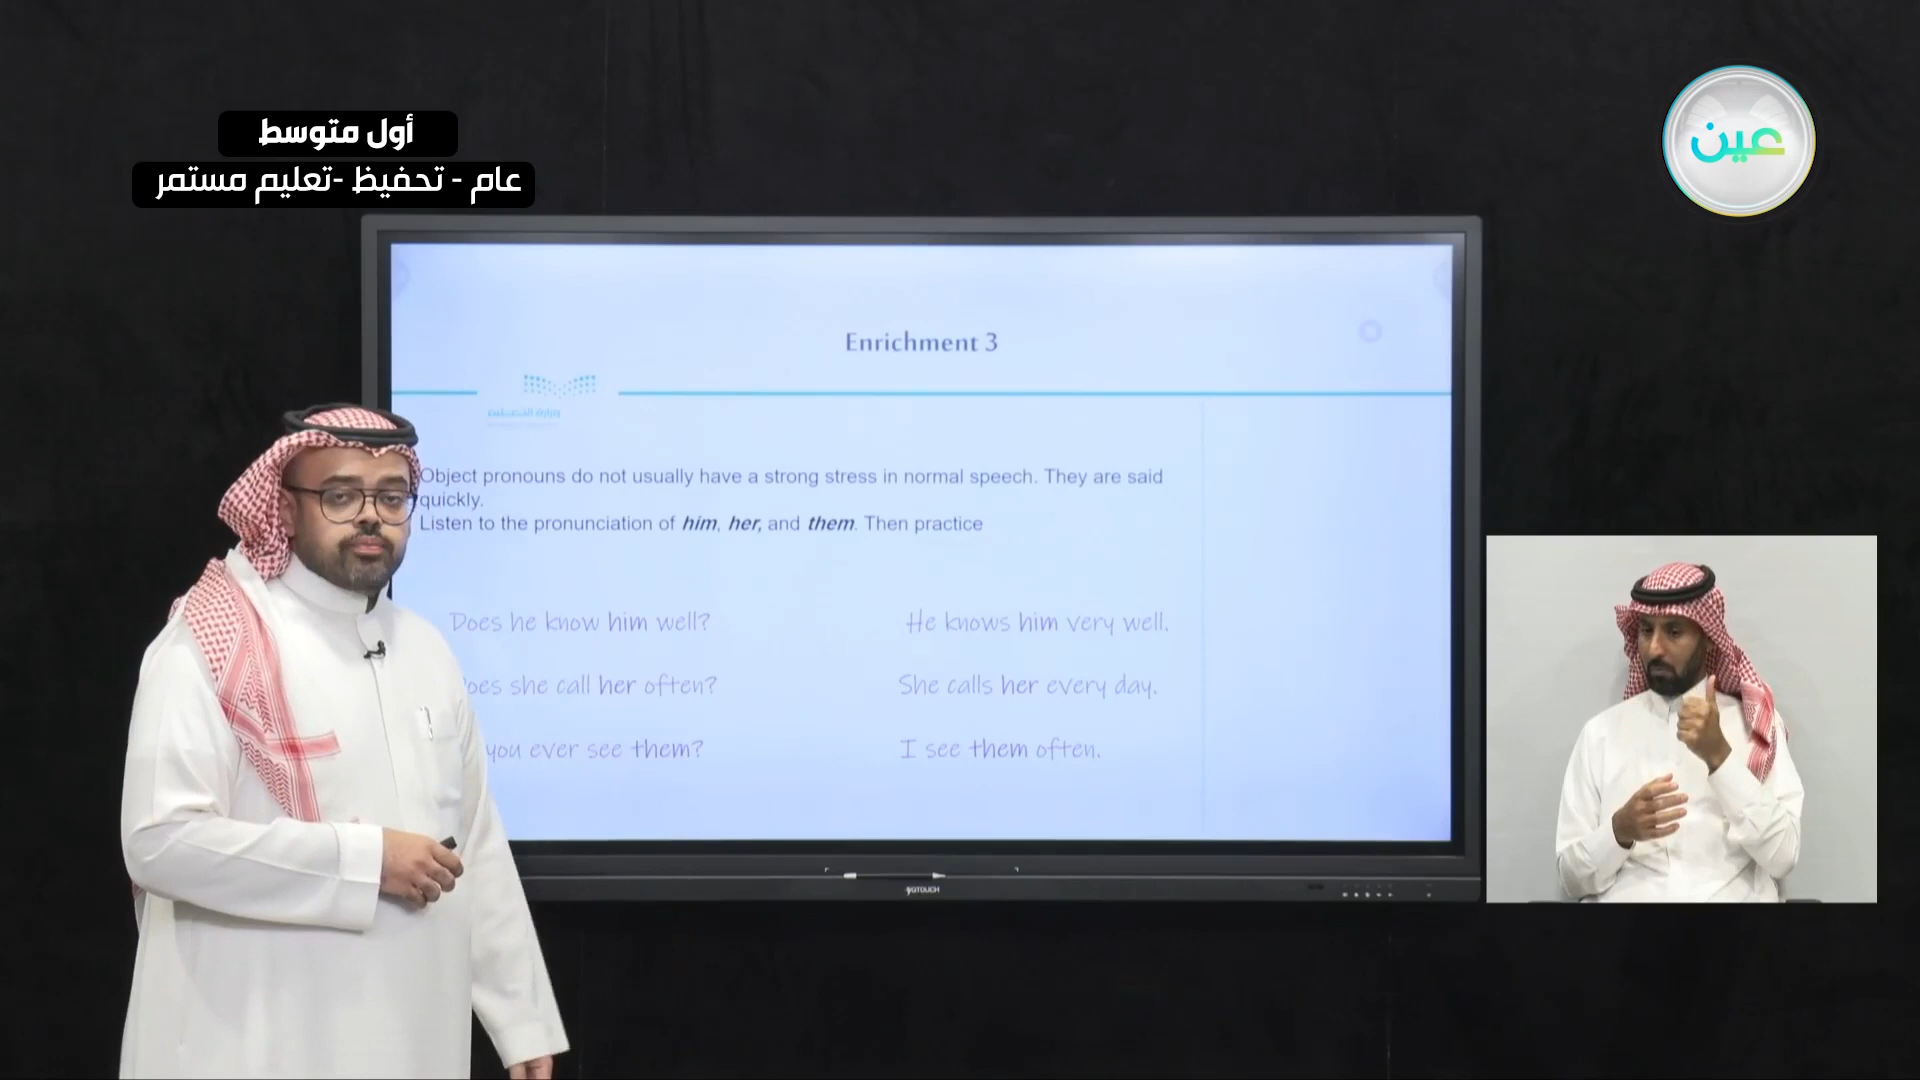 أول متوسط
عام - تحفيظ -تعليم مستمر
عين
Enrichment 3
وزارة التعليم
Object pronouns do not usually have a strong stress in normal speech. They are said
quickly.
Listen to the pronunciation of him, her, and them. Then practice
Does he know him well?
He knows him very well.
oes she call her often?
She calls her every day.
you ever see them?
I see them often.